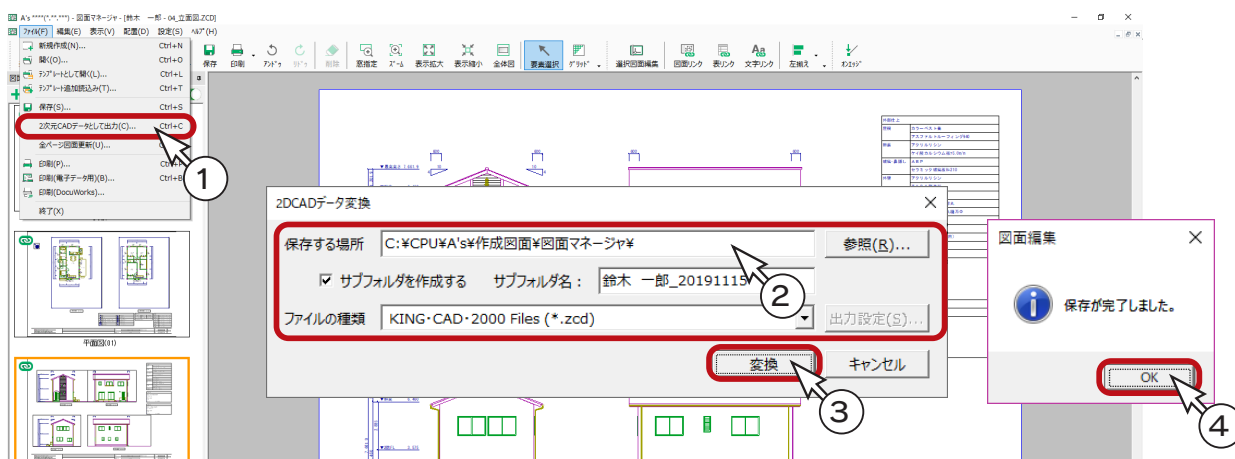 A's ****(*.**.***) - 図面マネージャ - [鈴木　一郎 - 04_立面図.ZCD]
ﾌｧｲﾙ(F) 編集(E) 表示(V) 配置(D) 設定(S) ﾍﾙﾌﾟ(H)
新規作成(N)... Ctrl+N
開く(O)... Ctrl+O
ﾃﾝﾌﾟﾚｰﾄとして開く(L)... Ctrl+L
ﾃﾝﾌﾟﾚｰﾄ追加読込み(T)... Ctrl+T
保存(S)... Ctrl+S
2次元CADデータとして出力(C)... Ctrl+C
全ページ図面更新(U)...
印刷(P)... Ctrl+P
印刷(電子データ用)(B)... Ctrl+B
印刷(DocuWorks)...
終了(X)
保存 印刷 ｱﾝﾄﾞｩ ﾘﾄﾞｩ 削除 窓指定 ｽﾞｰﾑ 表示拡大 表示縮小 全体図 要素選択 ｸﾞﾘｯﾄﾞ 選択図面編集 図面リンク 表リンク 文字リンク 左揃え
1
平面図(01)
2DCADデータ変換
保存する場所 C:¥CPU¥A's¥作成図面¥図面マネージャ¥ 参照(R)...
サブフォルダを作成する サブフォルダ名： 鈴木　一郎_20191115
2
ファイルの種類 KING・CAD・2000 Files (*.zcd) 出力設定(S)...
変換 キャンセル
3
図面編集
保存が完了しました。
OK
4